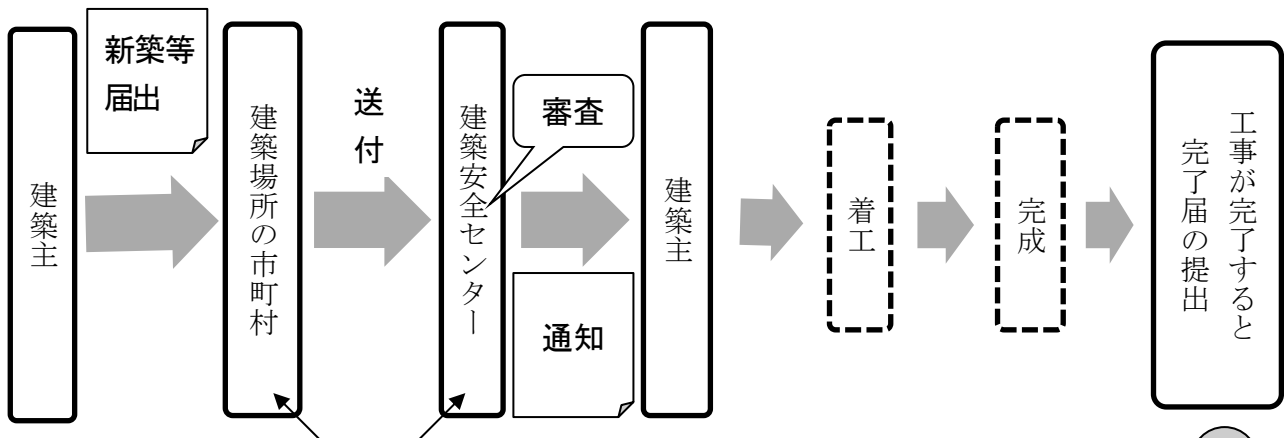 建築主
新築等
届出
建築場所の市町村
送
付
建築安全センター
審査
通知
建築主
着工
完成
工事が完了すると
完了届の提出